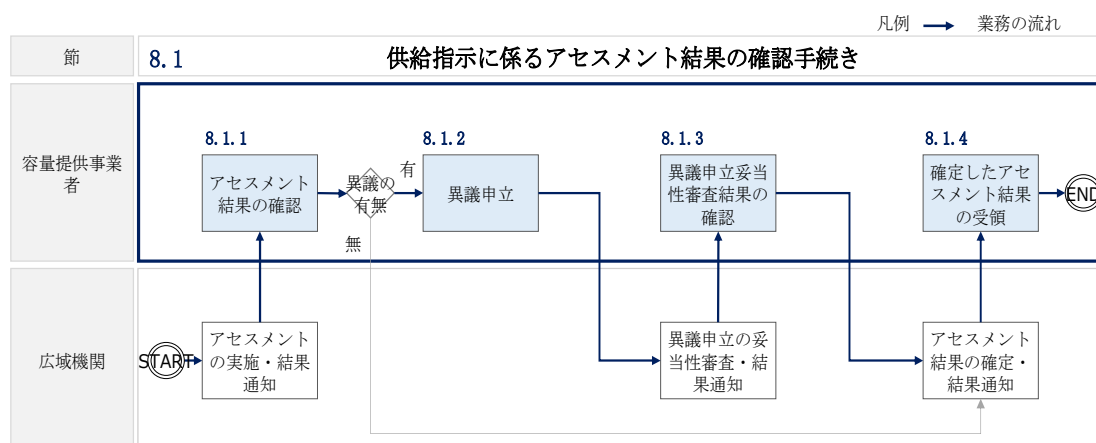 凡例 業務の流れ
節
8.1 供給指示に係るアセスメント結果の確認手続き
容量提供事業
者
8.1.1
アセスメント
結果の確認
異議の
有無
有
無
8.1.2
異議申立
8.1.3
異議申立妥当
性審査結果の
確認
8.1.4
確定したアセ
スメント結果
の受領
END
広域機関
START
アセスメント
の実施・結果
通知
異議申立の妥
当性審査・結
果通知
アセスメント
結果の確定・
結果通知